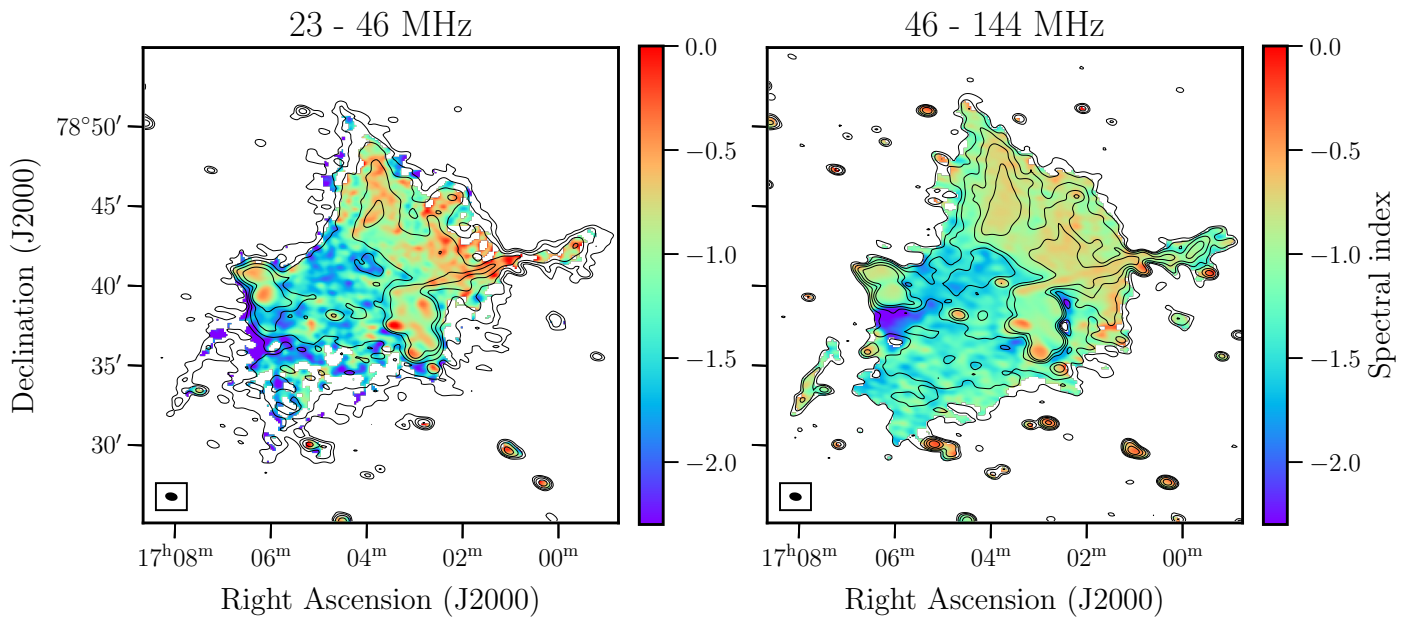 23 - 46 MHz
46 - 144 MHz
Declination (J2000)
78°50′
45′
40′
35′
30′
17ʰ08ᵐ
06ᵐ
04ᵐ
02ᵐ
00ᵐ
Right Ascension (J2000)
0.0
−0.5
−1.0
−1.5
−2.0
17ʰ08ᵐ
06ᵐ
04ᵐ
02ᵐ
00ᵐ
Right Ascension (J2000)
0.0
−0.5
−1.0
−1.5
−2.0
Spectral index